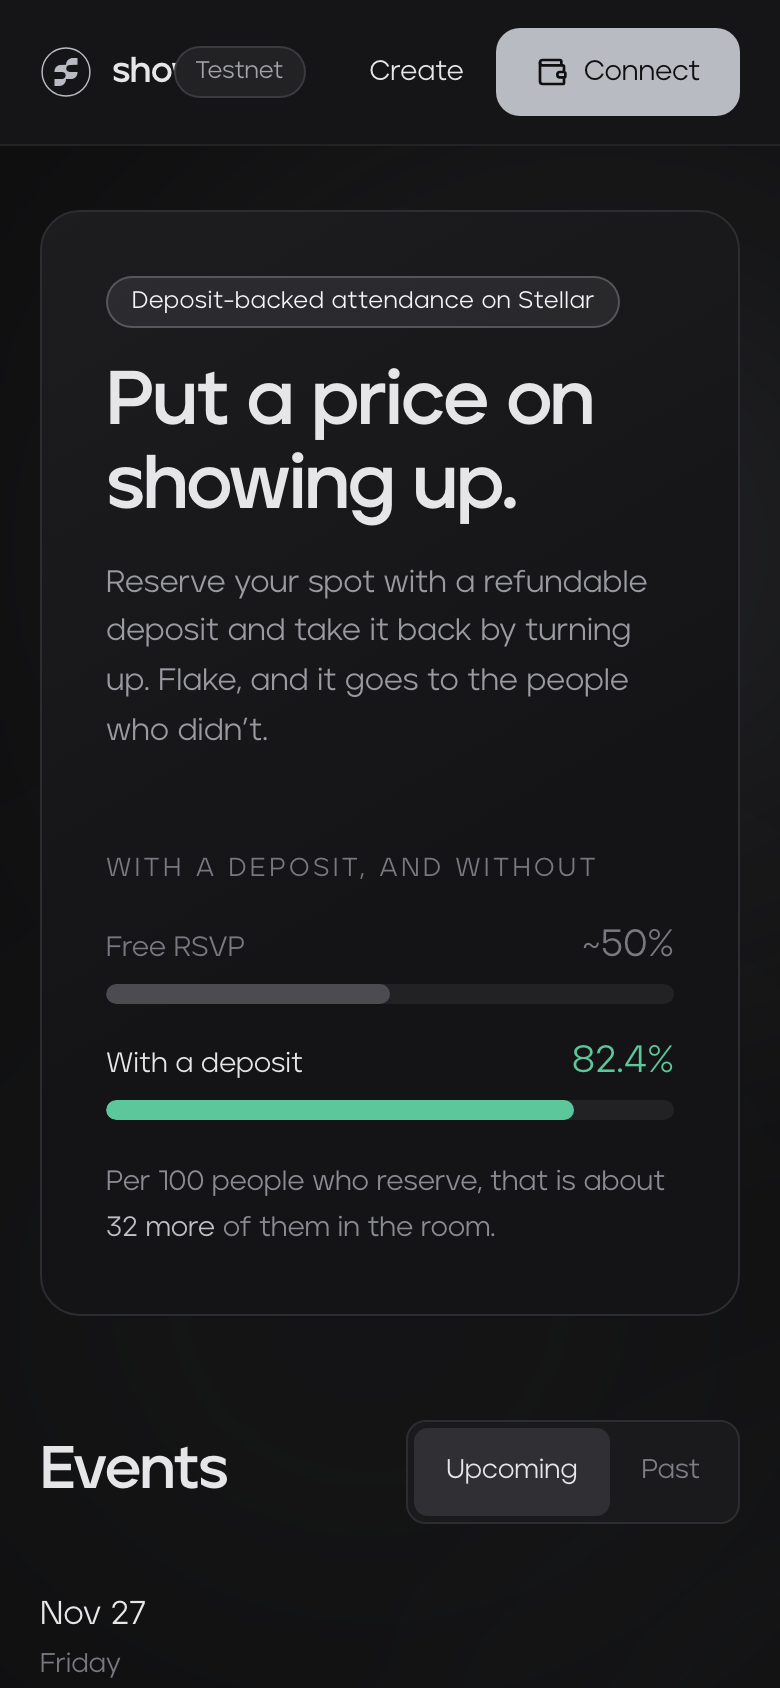 Testnet
Create
Connect
Deposit-backed attendance on Stellar
Put a price on
showing up.
Reserve your spot with a refundable
deposit and take it back by turning
up. Flake, and it goes to the people
who didn’t.
WITH A DEPOSIT, AND WITHOUT
Free RSVP ~50%
With a deposit 82.4%
Per 100 people who reserve, that is about
32 more of them in the room.
Events
Upcoming
Past
Nov 27
Friday